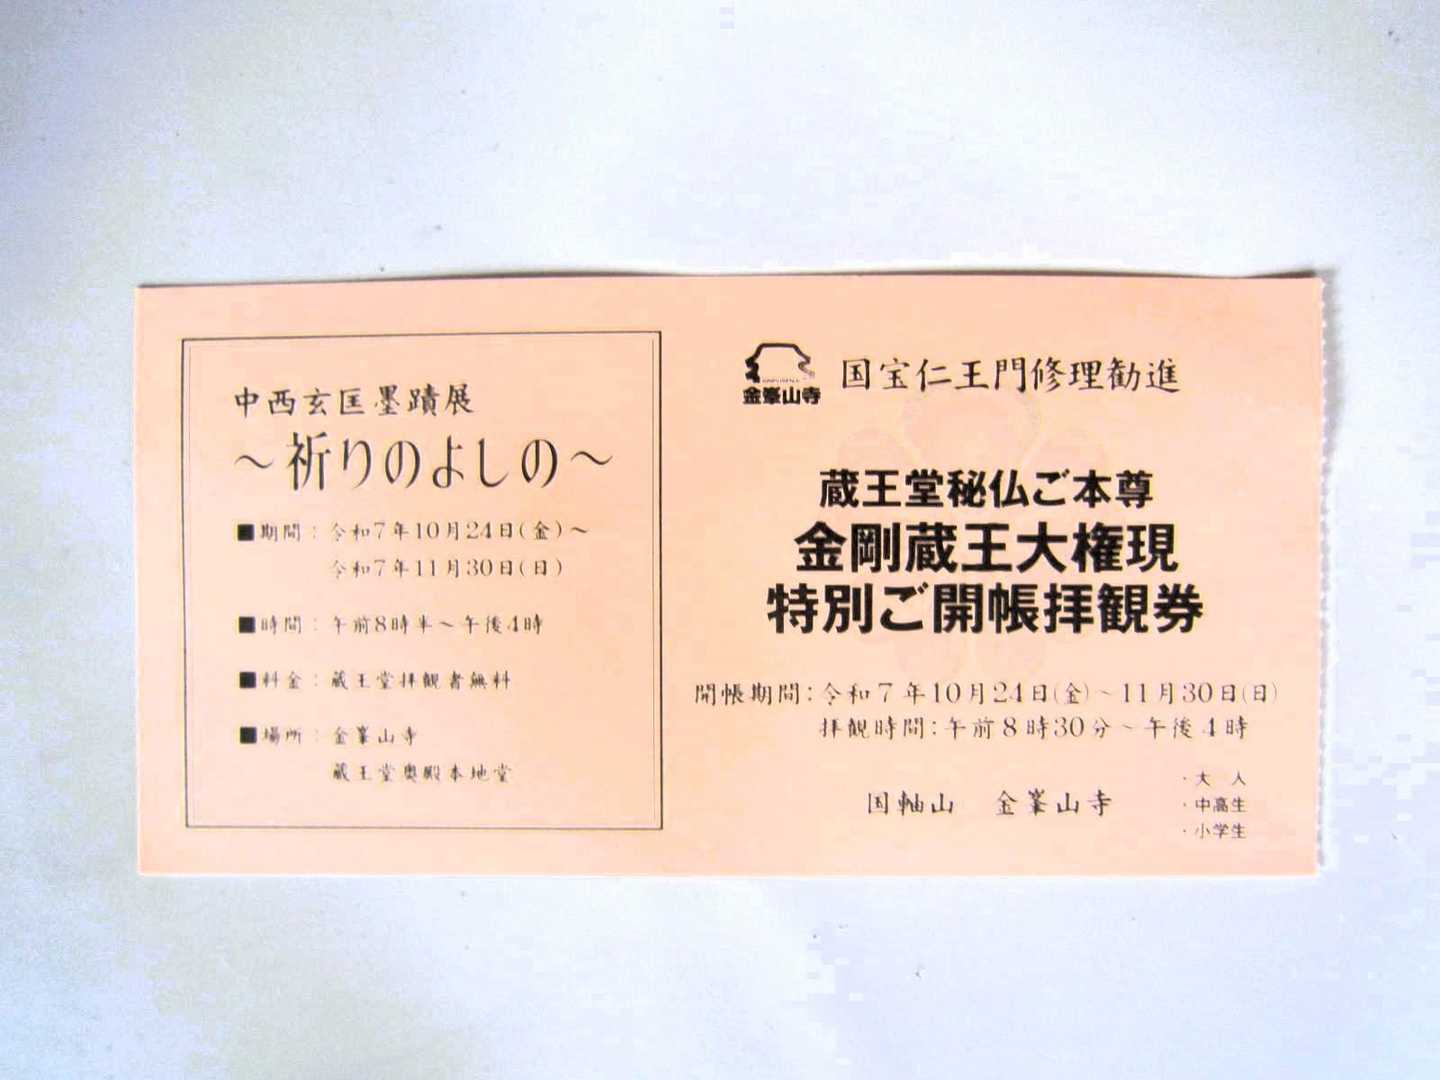 中西玄匡墨蹟展
～祈りのよしの～
■期間：令和7年10月24日(金)～
令和7年11月30日(日)
■時間：午前8時半～午後4時
■料金：蔵王堂拝観者無料
■場所：金峯山寺
蔵王堂奥殿本地堂
金峯山寺
国宝仁王門修理勧進
蔵王堂秘仏ご本尊
金剛蔵王大権現
特別ご開帳拝観券
開帳期間：令和7年10月24日(金)～11月30日(日)
拝観時間：午前8時30分～午後4時
国軸山 金峯山寺
・大人
・中高生
・小学生